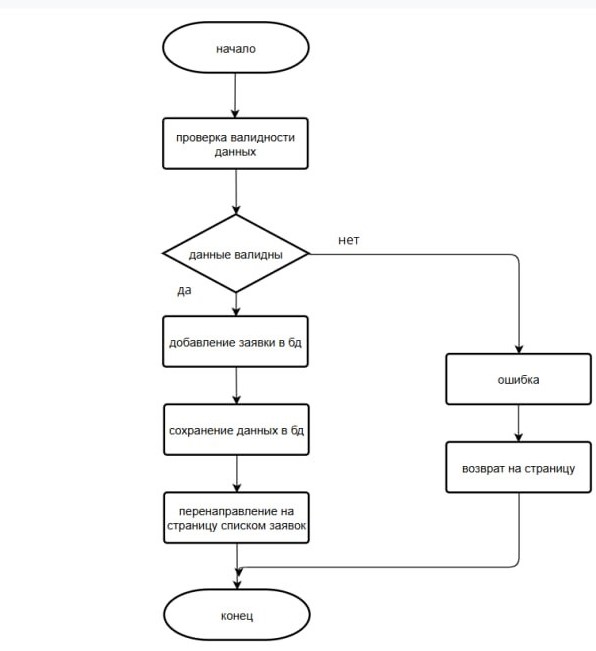 начало
проверка валидности
данных
данные валидны
нет
да
добавление заявки в бд
ошибка
сохранение данных в бд
возврат на страницу
перенаправление на
страницу списком заявок
конец